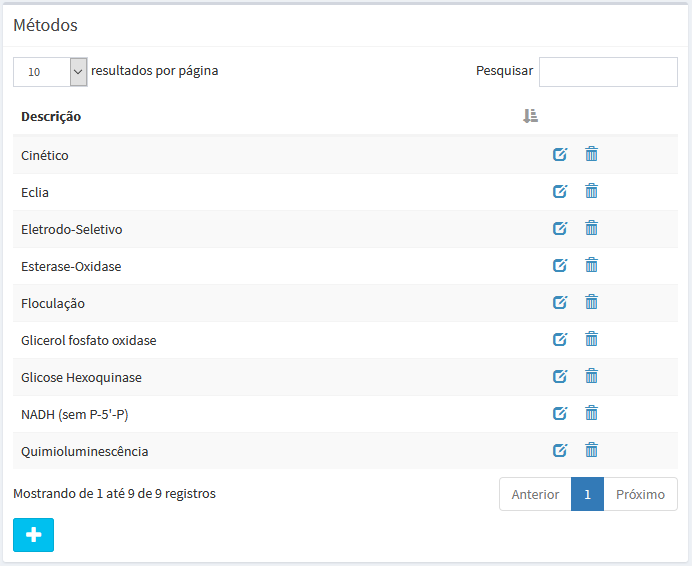 Métodos
10 resultados por página Pesquisar
Descrição
Cinético
Eclia
Eletrodo-Seletivo
Esterase-Oxidase
Floculação
Glicerol fosfato oxidase
Glicose Hexoquinase
NADH (sem P-5'-P)
Quimioluminescência
Mostrando de 1 até 9 de 9 registros
Anterior 1 Próximo